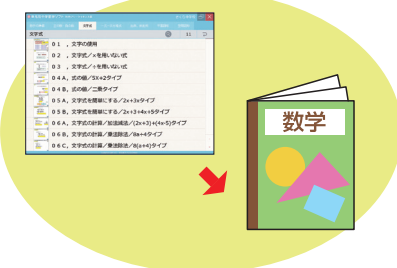 文字式
11
01 , 文字の使用
02 , 文字式/×を用いない式
03 , 文字式/÷を用いない式
04A, 式の値/5X+2タイプ
04B, 式の値/二乗タイプ
05A, 文字式を簡単にする/2x+3xタイプ
05B, 文字式を簡単にする/2x+3+4x+5タイプ
06A, 文字式の計算/加法減法/(2x+3)+(4x-5)タイプ
06B, 文字式の計算/乗法除法/8a÷4タイプ
06C, 文字式の計算/乗法除法/8(a+4)タイプ
数学